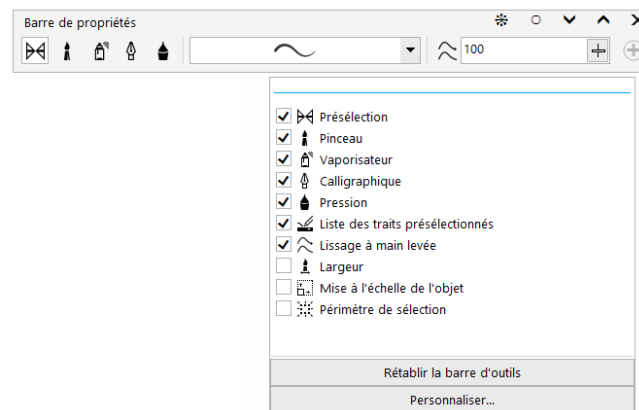 Barre de propriétés
100
Présélection
Pinceau
Vaporisateur
Calligraphique
Pression
Liste des traits présélectionnés
Lissage à main levée
Largeur
Mise à l'échelle de l'objet
Périmètre de sélection
Rétablir la barre d'outils
Personnaliser...